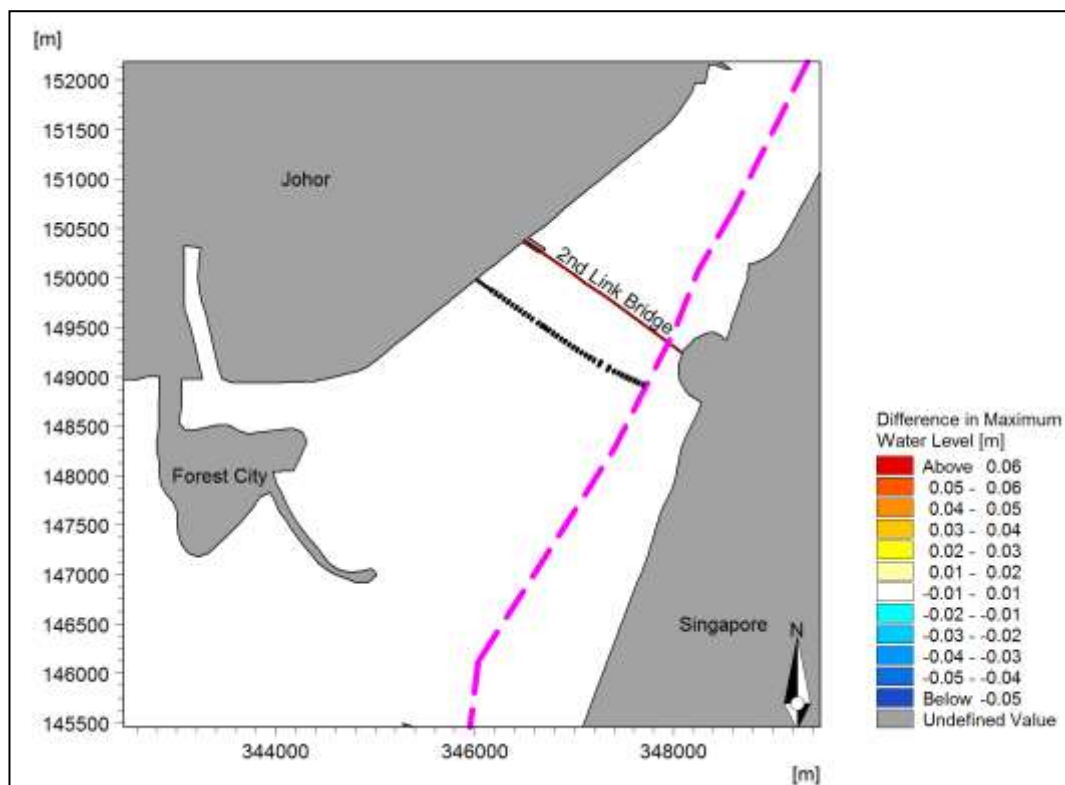 [m]
152000
151500
151000
150500
150000
149500
149000
148500
148000
147500
147000
146500
146000
145500
Johor
2nd Link Bridge
Forest City
Singapore
N
344000 346000 348000
[m]
Difference in Maximum
Water Level [m]
Above 0.06
0.05 - 0.06
0.04 - 0.05
0.03 - 0.04
0.02 - 0.03
0.01 - 0.02
-0.01 - 0.01
-0.02 - -0.01
-0.03 - -0.02
-0.04 - -0.03
-0.05 - -0.04
Below -0.05
Undefined Value